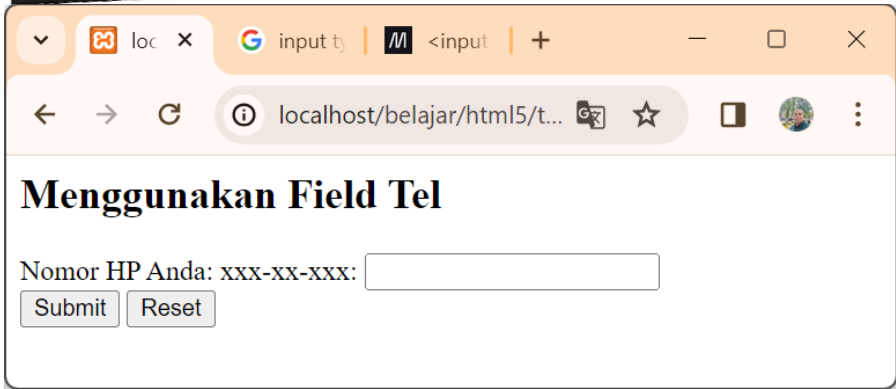 loc
input ty
<input
localhost/belajar/html5/t...
Menggunakan Field Tel
Nomor HP Anda: xxx-xx-xxx:
Submit Reset